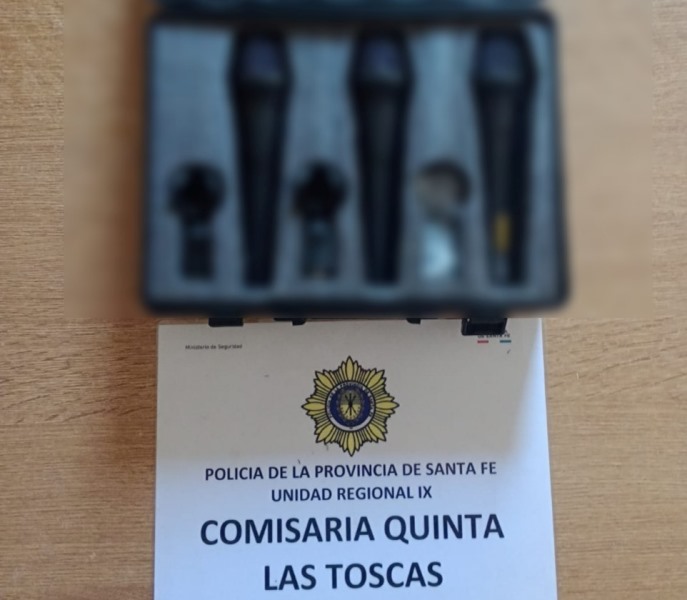 Ministerio de Seguridad
POLICIA DE LA PROVINCIA DE SANTA FE
UNIDAD REGIONAL IX
COMISARIA QUINTA
LAS TOSCAS